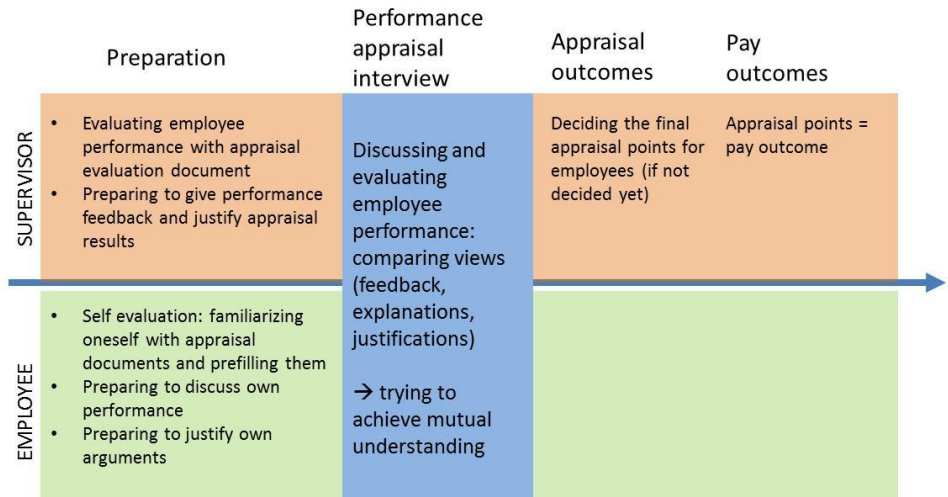 Preparation
Performance
appraisal
interview
Appraisal
outcomes
Pay
outcomes
SUPERVISOR
• Evaluating employee
performance with appraisal
evaluation document
• Preparing to give performance
feedback and justify appraisal
results
Discussing and
evaluating
employee
performance:
comparing views
(feedback,
explanations,
justifications)
→ trying to
achieve mutual
understanding
Deciding the final
appraisal points for
employees (if not
decided yet)
Appraisal points =
pay outcome
EMPLOYEE
• Self evaluation: familiarizing
oneself with appraisal
documents and prefilling them
• Preparing to discuss own
performance
• Preparing to justify own
arguments